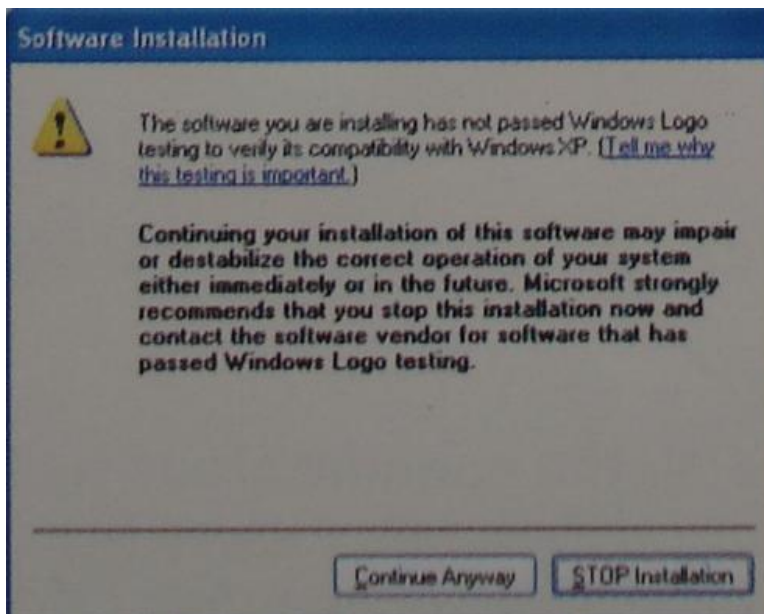 Software Installation
The software you are installing has not passed Windows Logo
testing to verify its compatibility with Windows XP. (Tell me why
this testing is important.)
Continuing your installation of this software may impair
or destabilize the correct operation of your system
either immediately or in the future. Microsoft strongly
recommends that you stop this installation now and
contact the software vendor for software that has
passed Windows Logo testing.
Continue Anyway STOP Installation